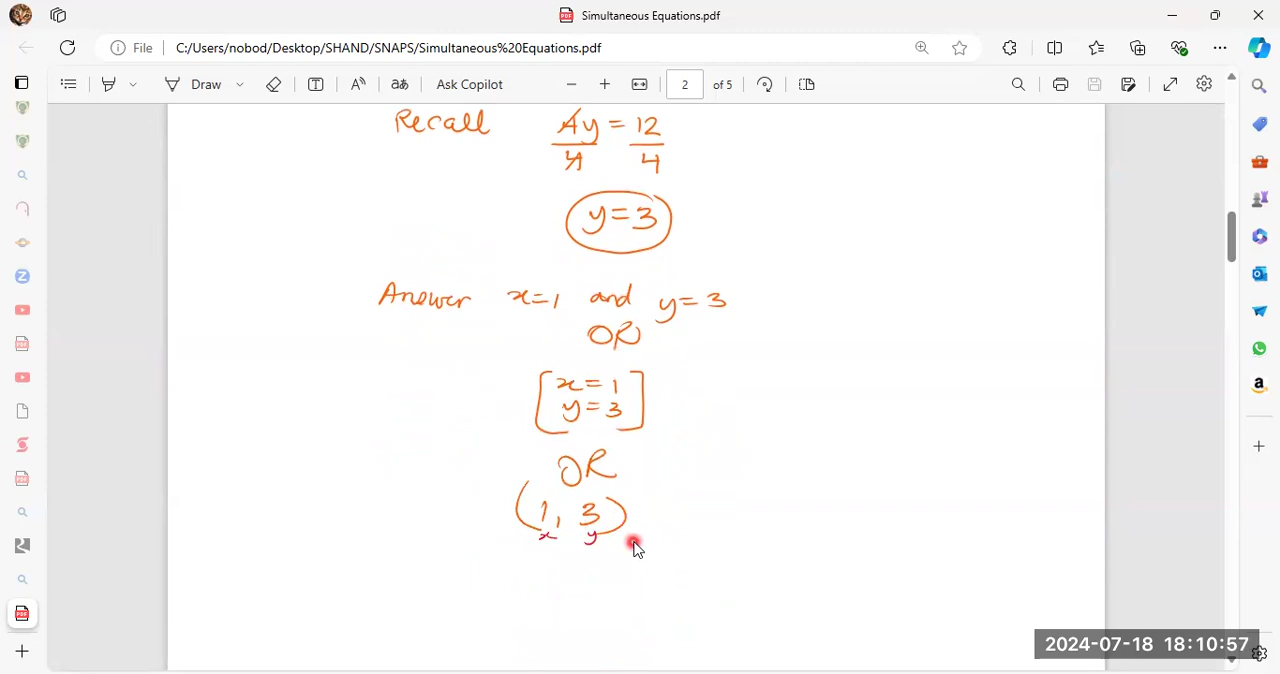 Simultaneous Equations.pdf
File C:/Users/nobod/Desktop/SHAND/SNAPS/Simultaneous%20Equations.pdf
Draw aあ Ask Copilot 2 of 5
Recall 4y = 12
4 4
y = 3
Answer x=1 and y = 3
OR
x = 1
y = 3
OR
(1, 3)
x y
2024-07-18 18:10:57